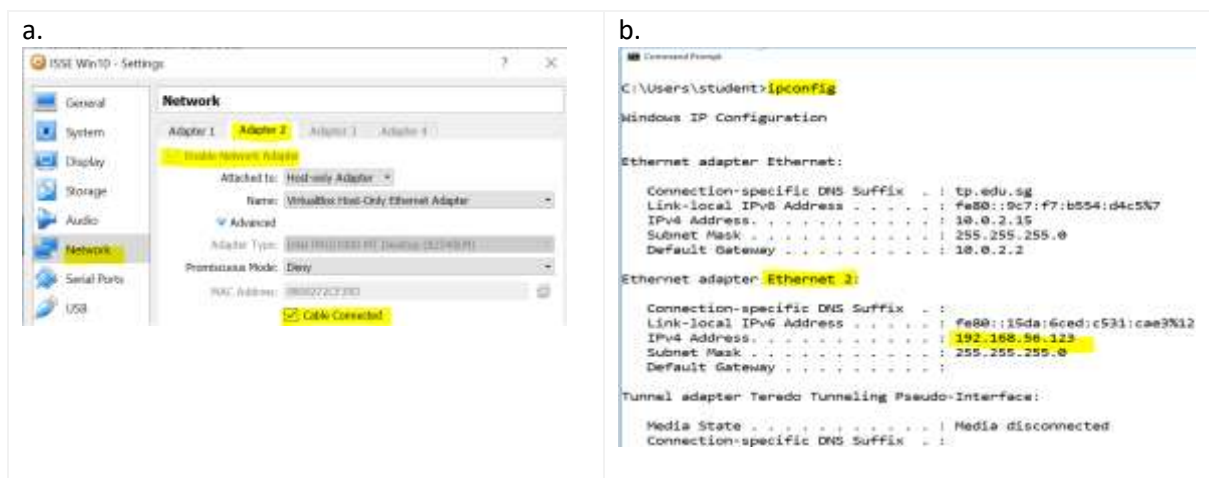 a.
ISSE Win10 - Settings
? ×
General
System
Display
Storage
Audio
Network
Serial Ports
USB
Network
Adapter 1 Adapter 2 Adapter 3 Adapter 4
Enable Network Adapter
Attached to: Host-only Adapter
Name: VirtualBox Host-Only Ethernet Adapter
Advanced
Adapter Type: Intel PRO/1000 MT Desktop (82540EM)
Promiscuous Mode: Deny
MAC Address:
Cable Connected
b.
Command Prompt
C:\Users\student>ipconfig
Windows IP Configuration
Ethernet adapter Ethernet:
Connection-specific DNS Suffix . : tp.edu.sg
Link-local IPv6 Address . . . . . : fe80::9c7:f7:b554:d4c5%7
IPv4 Address. . . . . . . . . . . : 10.0.2.15
Subnet Mask . . . . . . . . . . . : 255.255.255.0
Default Gateway . . . . . . . . . : 10.0.2.2
Ethernet adapter Ethernet 2:
Connection-specific DNS Suffix . :
Link-local IPv6 Address . . . . . : fe80::15da:6ced:c531:cae3%12
IPv4 Address. . . . . . . . . . . : 192.168.56.123
Subnet Mask . . . . . . . . . . . : 255.255.255.0
Default Gateway . . . . . . . . . :
Tunnel adapter Teredo Tunneling Pseudo-Interface:
Media State . . . . . . . . . . . : Media disconnected
Connection-specific DNS Suffix . :